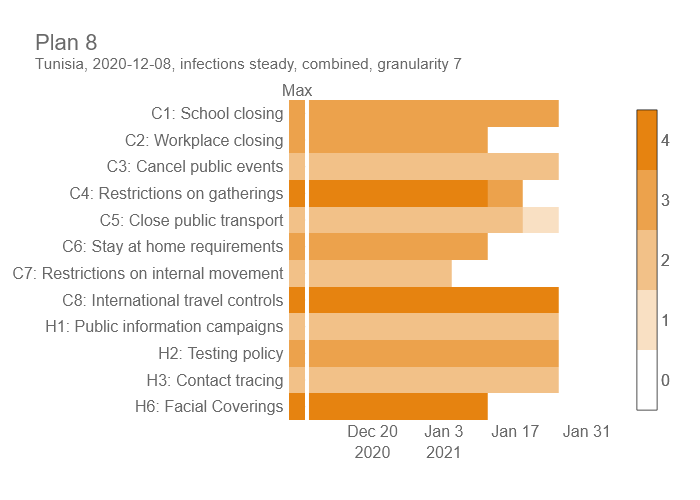 Plan 8
Tunisia, 2020-12-08, infections steady, combined, granularity 7
Max
C1: School closing
C2: Workplace closing
C3: Cancel public events
C4: Restrictions on gatherings
C5: Close public transport
C6: Stay at home requirements
C7: Restrictions on internal movement
C8: International travel controls
H1: Public information campaigns
H2: Testing policy
H3: Contact tracing
H6: Facial Coverings
Dec 20 Jan 3 Jan 17 Jan 31
2020 2021
4
3
2
1
0